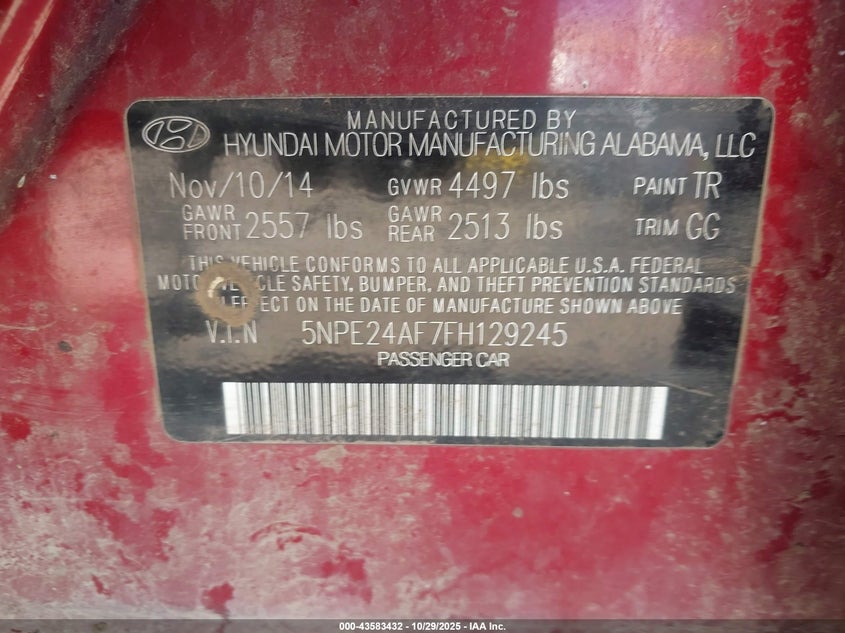 MANUFACTURED BY
HYUNDAI MOTOR MANUFACTURING ALABAMA, LLC
Nov/10/14 GVWR 4497 lbs PAINT TR
GAWR FRONT 2557 lbs GAWR REAR 2513 lbs TRIM GG
THIS VEHICLE CONFORMS TO ALL APPLICABLE U.S.A. FEDERAL
MOTOR VEHICLE SAFETY, BUMPER, AND THEFT PREVENTION STANDARDS
EFFECT ON THE DATE OF MANUFACTURE SHOWN ABOVE
V.I.N 5NPE24AF7FH129245
PASSENGER CAR
000-43583432 - 10/29/2025 - IAA Inc.